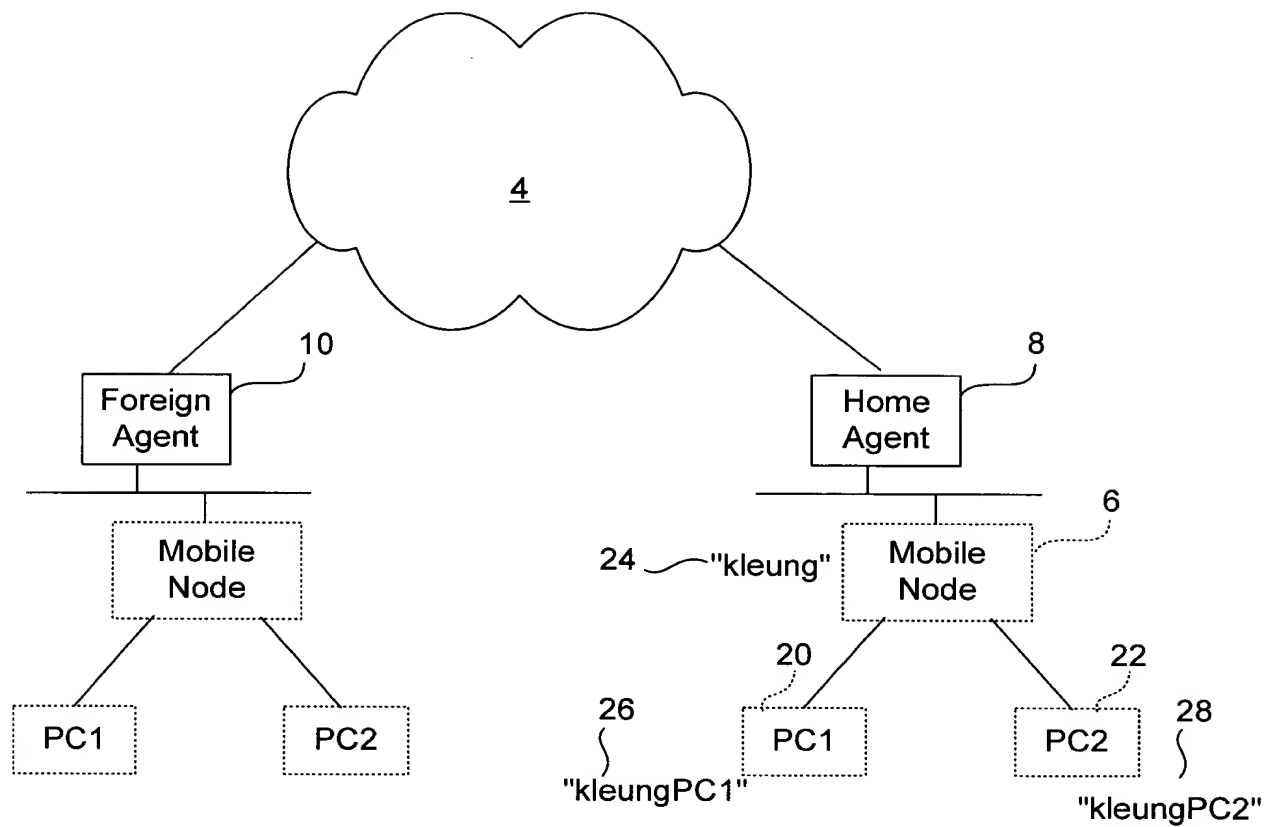 4
10
8
Foreign
Agent
Home
Agent
6
Mobile
Node
24
"kleung"
Mobile
Node
20
22
26
28
PC1
PC2
PC1
PC2
"kleungPC1"
"kleungPC2"